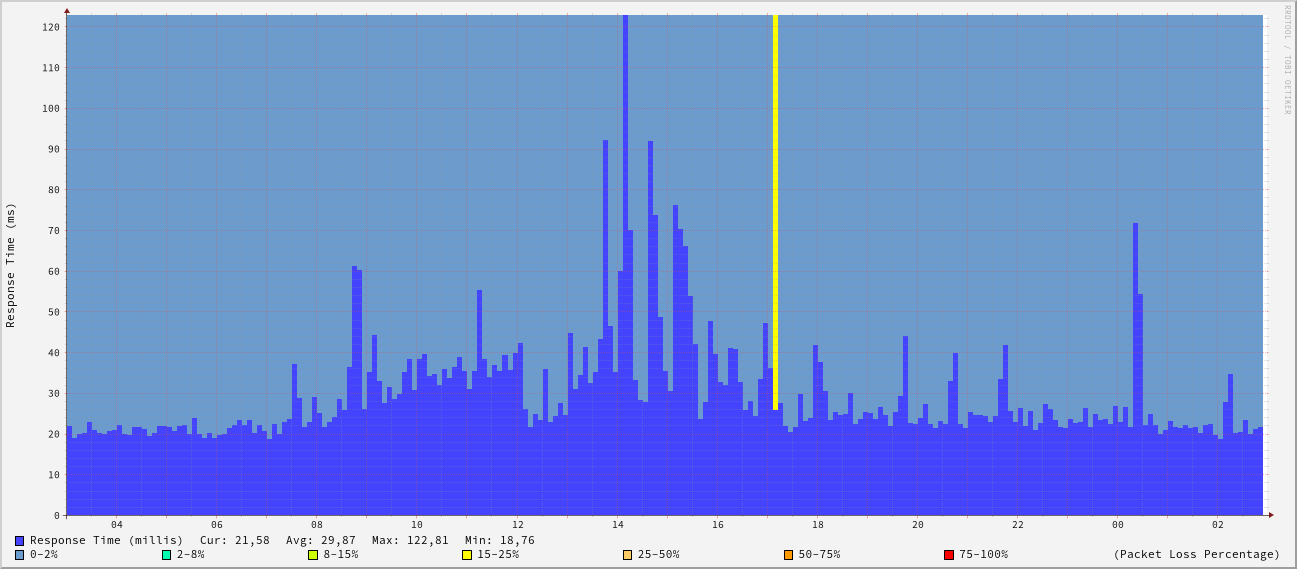 RRDTOOL / TOBI OETIKER
Response Time (ms)
120
110
100
90
80
70
60
50
40
30
20
10
0
04 06 08 10 12 14 16 18 20 22 00 02
Response Time (millis) Cur: 21,58 Avg: 29,87 Max: 122,81 Min: 18,76
0-2% 2-8% 8-15% 15-25% 25-50% 50-75% 75-100% (Packet Loss Percentage)